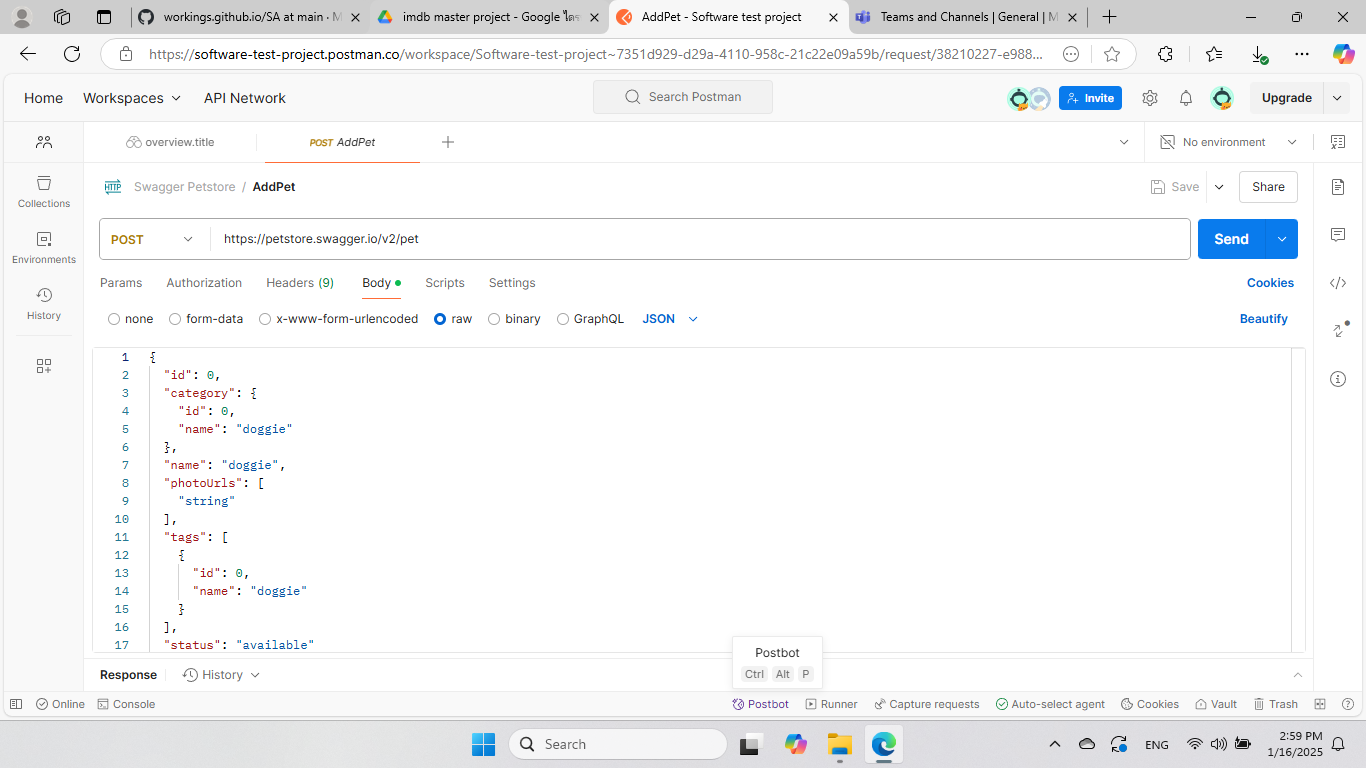 workings.github.io/SA at main · M
imdb master project - Google ไดร
AddPet - Software test project
Teams and Channels | General | M
https://software-test-project.postman.co/workspace/Software-test-project~7351d929-d29a-4110-958c-21c22e09a59b/request/38210227-e988...
Home Workspaces API Network Search Postman Invite Upgrade
overview.title POST AddPet No environment
HTTP Swagger Petstore / AddPet Save Share
POST https://petstore.swagger.io/v2/pet Send
Params Authorization Headers (9) Body Scripts Settings Cookies
none form-data x-www-form-urlencoded raw binary GraphQL JSON Beautify
Collections
Environments
History
1 {
2 "id": 0,
3 "category": {
4 "id": 0,
5 "name": "doggie"
6 },
7 "name": "doggie",
8 "photoUrls": [
9 "string"
10 ],
11 "tags": [
12 {
13 "id": 0,
14 "name": "doggie"
15 }
16 ],
17 "status": "available"
Postbot
Ctrl Alt P
Response History
Online Console Postbot Runner Capture requests Auto-select agent Cookies Vault Trash
Search
ENG
2:59 PM
1/16/2025